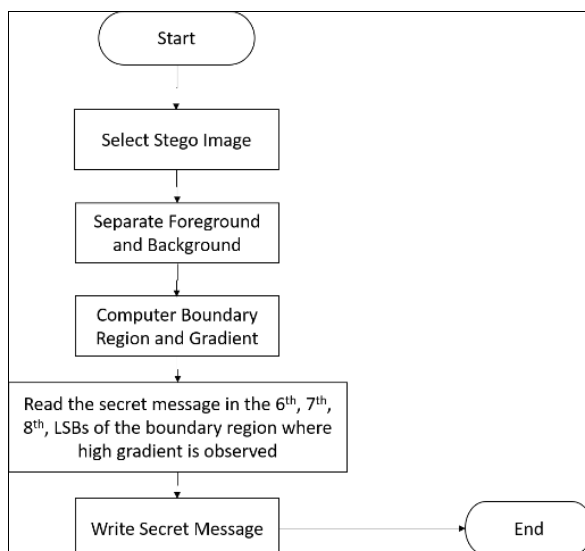 Start
Select Stego Image
Separate Foreground
and Background
Computer Boundary
Region and Gradient
Read the secret message in the 6th, 7th,
8th, LSBs of the boundary region where
high gradient is observed
Write Secret Message
End